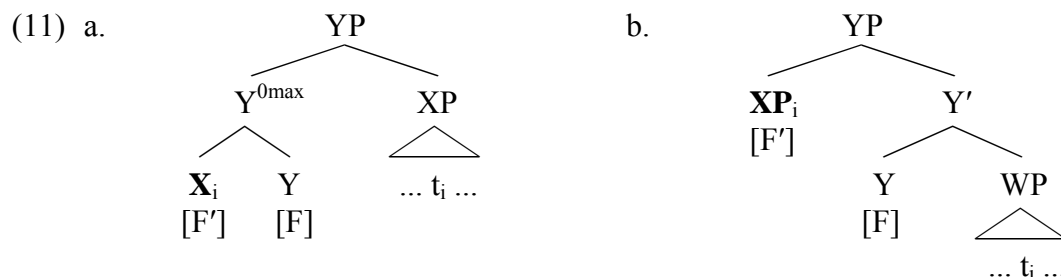 (11) a. YP b. YP
Y⁰ᵐᵃˣ XP XPᵢ Y′
[F′]
Xᵢ Y ... tᵢ ... Y WP
[F′] [F] [F]
... tᵢ ...